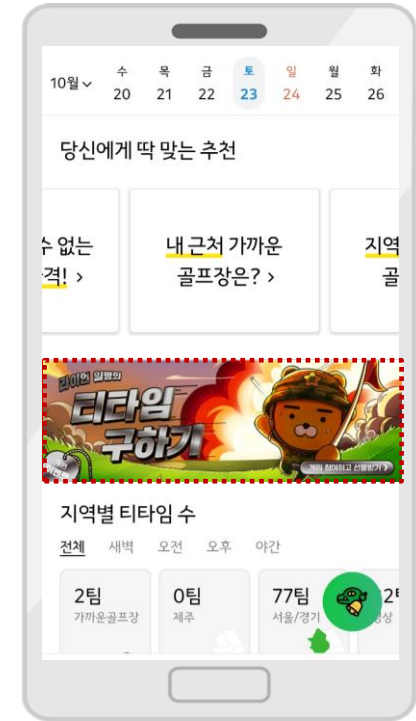 10월
수 목 금 토 일 월 화
20 21 22 23 24 25 26
당신에게 딱 맞는 추천
수 없는
격! >
내 근처 가까운
골프장은? >
지역
골
라이언 일병의
티타임
구하기
게임 참여하고 선물받기 >
지역별 티타임 수
전체 새벽 오전 오후 야간
2팀
가까운골프장
0팀
제주
77팀
서울/경기
2팀
상